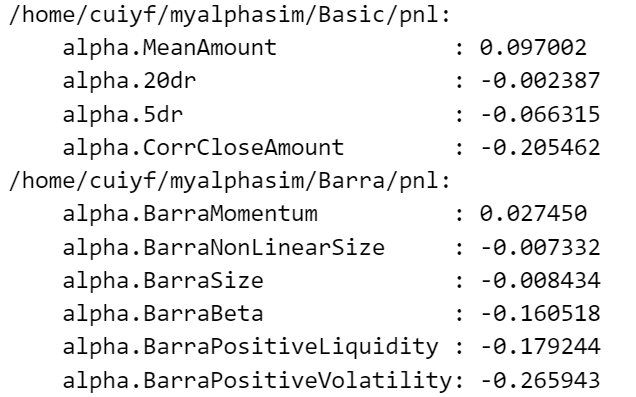 /home/cuiyf/myalphasim/Basic/pnl:
    alpha.MeanAmount              : 0.097002
    alpha.20dr                    : -0.002387
    alpha.5dr                     : -0.066315
    alpha.CorrCloseAmount         : -0.205462
/home/cuiyf/myalphasim/Barra/pnl:
    alpha.BarraMomentum           : 0.027450
    alpha.BarraNonLinearSize      : -0.007332
    alpha.BarraSize               : -0.008434
    alpha.BarraBeta               : -0.160518
    alpha.BarraPositiveLiquidity  : -0.179244
    alpha.BarraPositiveVolatility: -0.265943